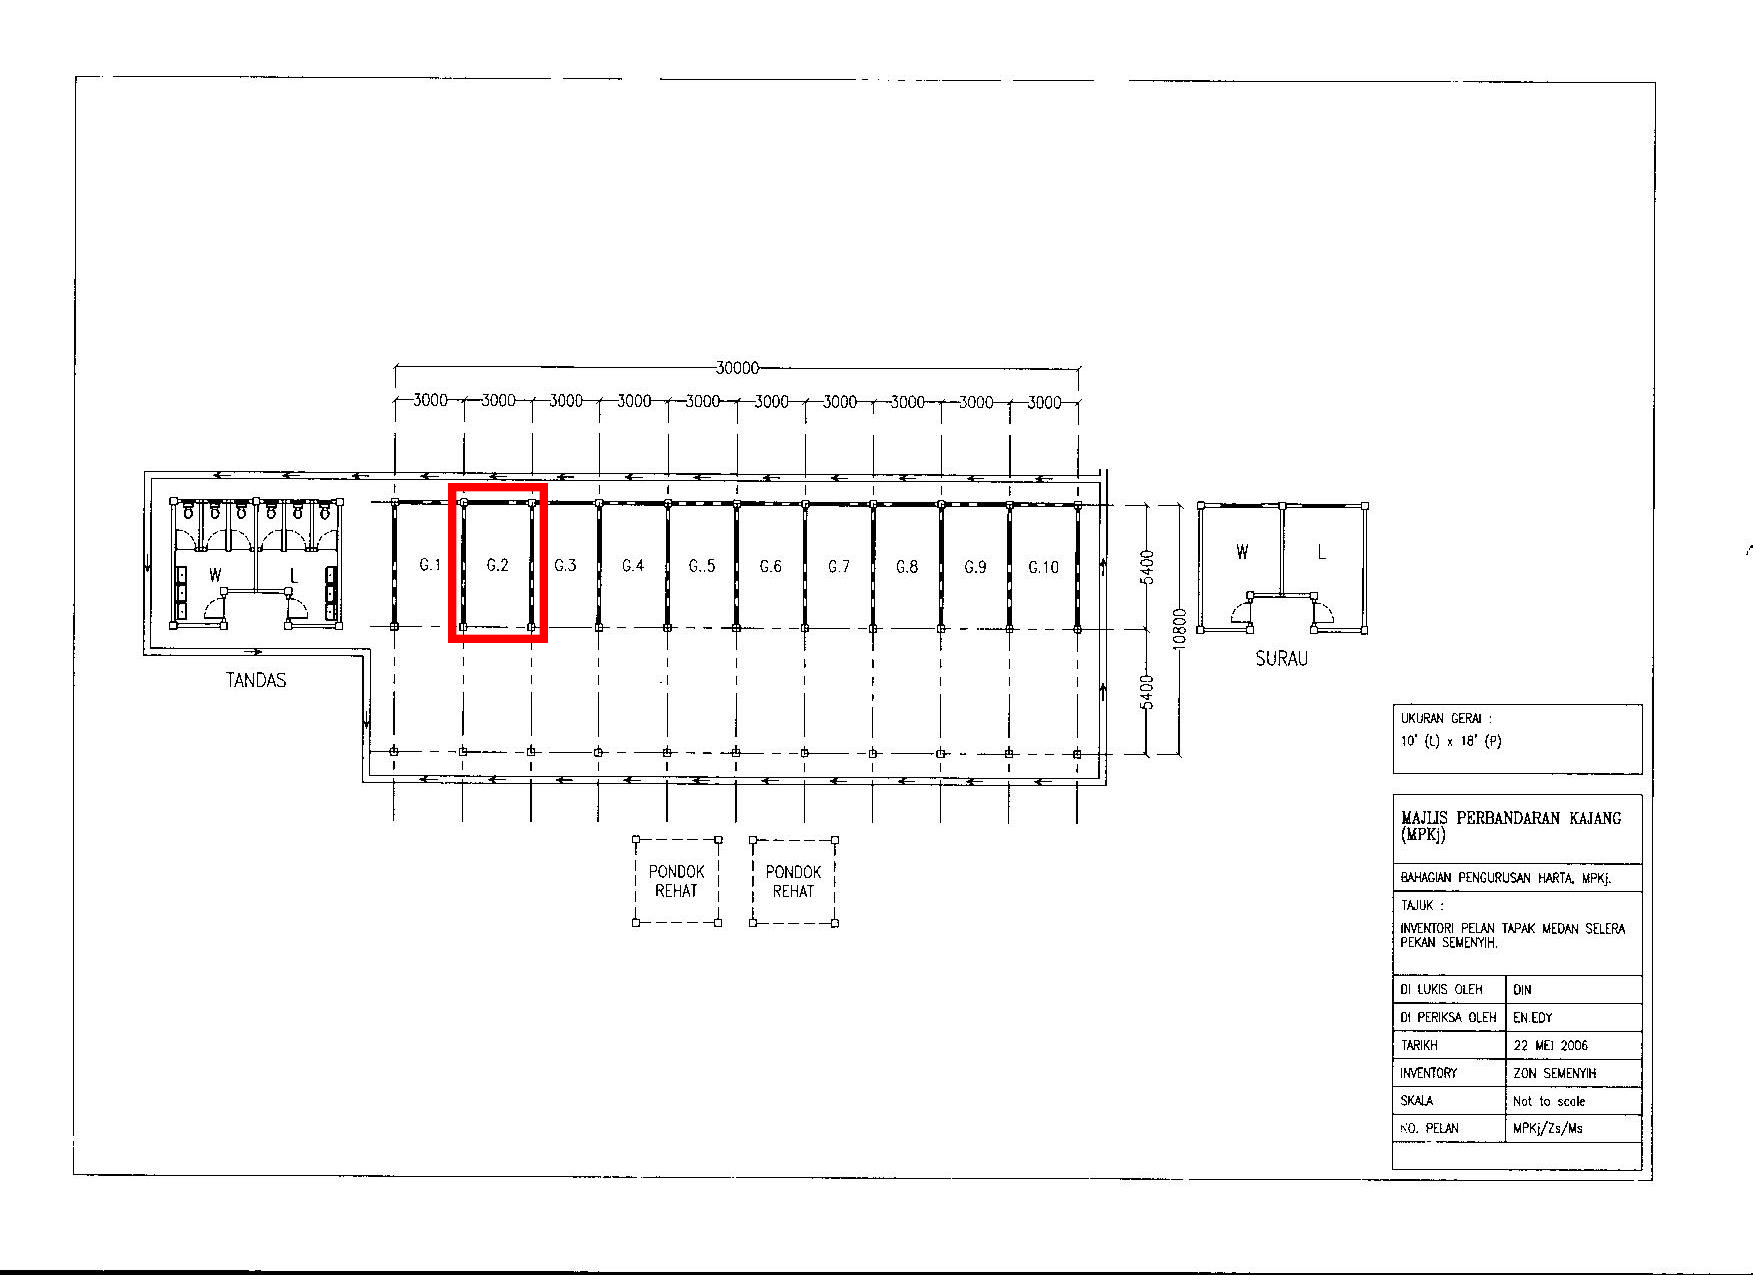 30000
3000 3000 3000 3000 3000 3000 3000 3000 3000 3000
G.1 G.2 G.3 G.4 G..5 G.6 G.7 G.8 G.9 G.10
W L
TANDAS
5400
10800
5400
W L
SURAU
PONDOK
REHAT
PONDOK
REHAT
UKURAN GERAI :
10' (L) x 18' (P)
MAJLIS PERBANDARAN KAJANG
(MPKj)
BAHAGIAN PENGURUSAN HARTA, MPKj.
TAJUK :
INVENTORI PELAN TAPAK MEDAN SELERA
PEKAN SEMENYIH.
DI LUKIS OLEH DIN
DI PERIKSA OLEH EN.EDY
TARIKH 22 MEI 2006
INVENTORY ZON SEMENYIH
SKALA Not to scale
NO. PELAN MPKj/Zs/Ms